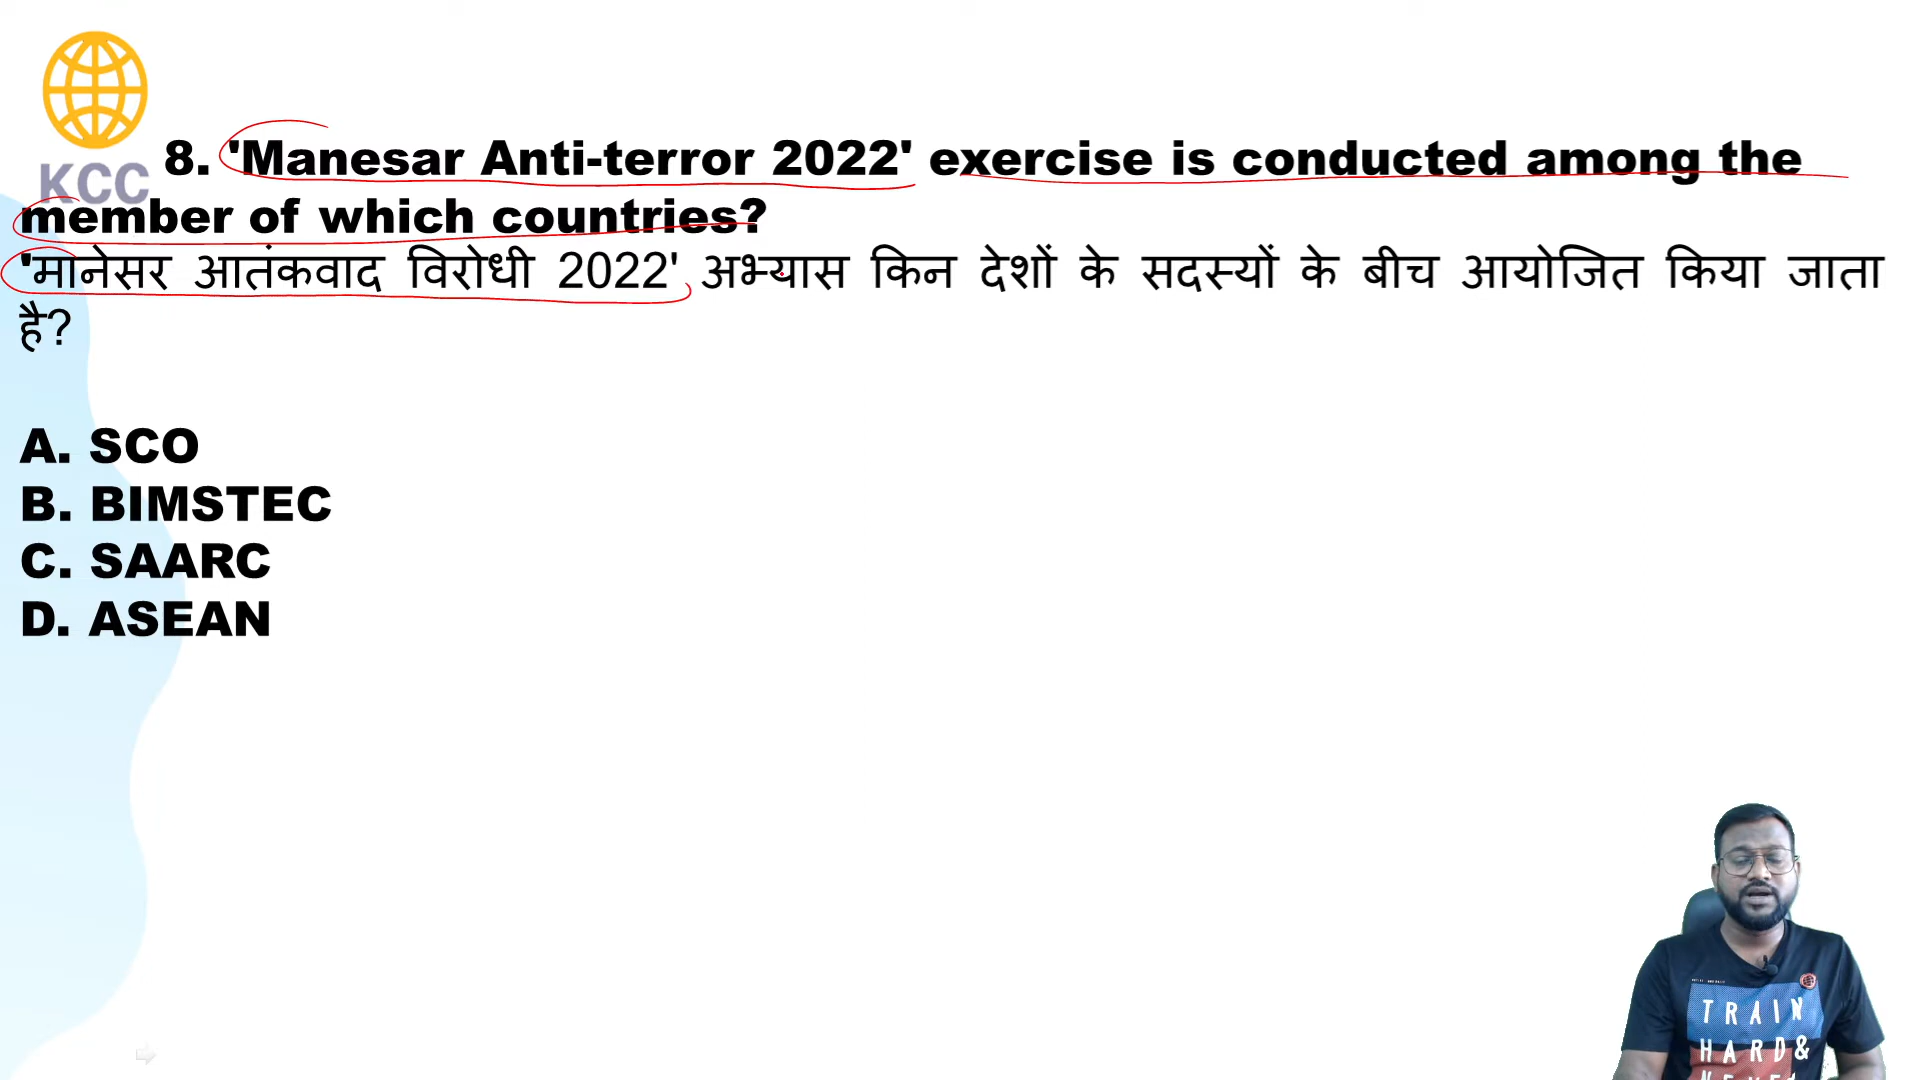 KCC
8. 'Manesar Anti-terror 2022' exercise is conducted among the
member of which countries?
'मानेसर आतंकवाद विरोधी 2022' अभ्यास किन देशों के सदस्यों के बीच आयोजित किया जाता
है?
A. SCO
B. BIMSTEC
C. SAARC
D. ASEAN
TRAIN
HARD&